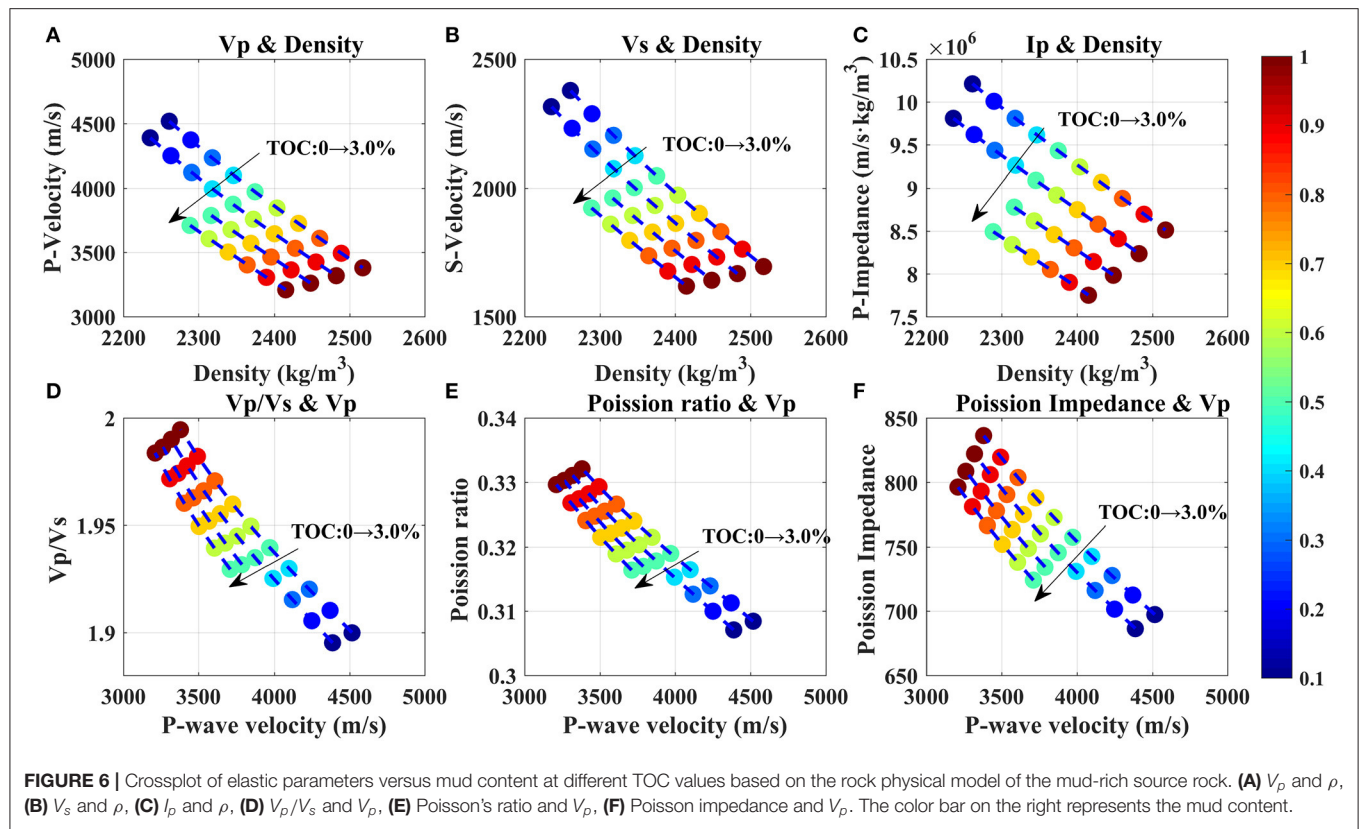 A
Vp & Density
P-Velocity (m/s)
5000
4500
4000
3500
3000
TOC:0→3.0%
2200 2300 2400 2500 2600
Density (kg/m³)
B
Vs & Density
S-Velocity (m/s)
2500
2000
1500
TOC:0→3.0%
2200 2300 2400 2500 2600
Density (kg/m³)
C
Ip & Density
×10⁶
P-Impedance (m/s·kg/m³)
10.5
10
9.5
9
8.5
8
7.5
TOC:0→3.0%
2200 2300 2400 2500 2600
Density (kg/m³)
1
0.9
0.8
0.7
0.6
0.5
0.4
0.3
0.2
0.1
D
Vp/Vs & Vp
Vp/Vs
2
1.95
1.9
TOC:0→3.0%
3000 3500 4000 4500 5000
P-wave velocity (m/s)
E
Poission ratio & Vp
Poission ratio
0.34
0.33
0.32
0.31
0.3
TOC:0→3.0%
3000 3500 4000 4500 5000
P-wave velocity (m/s)
F
Poission Impedance & Vp
Poission Impedance
850
800
750
700
650
TOC:0→3.0%
3000 3500 4000 4500 5000
P-wave velocity (m/s)
FIGURE 6 | Crossplot of elastic parameters versus mud content at different TOC values based on the rock physical model of the mud-rich source rock. (A) Vp and ρ,
(B) Vs and ρ, (C) Ip and ρ, (D) Vp/Vs and Vp, (E) Poisson's ratio and Vp, (F) Poisson impedance and Vp. The color bar on the right represents the mud content.